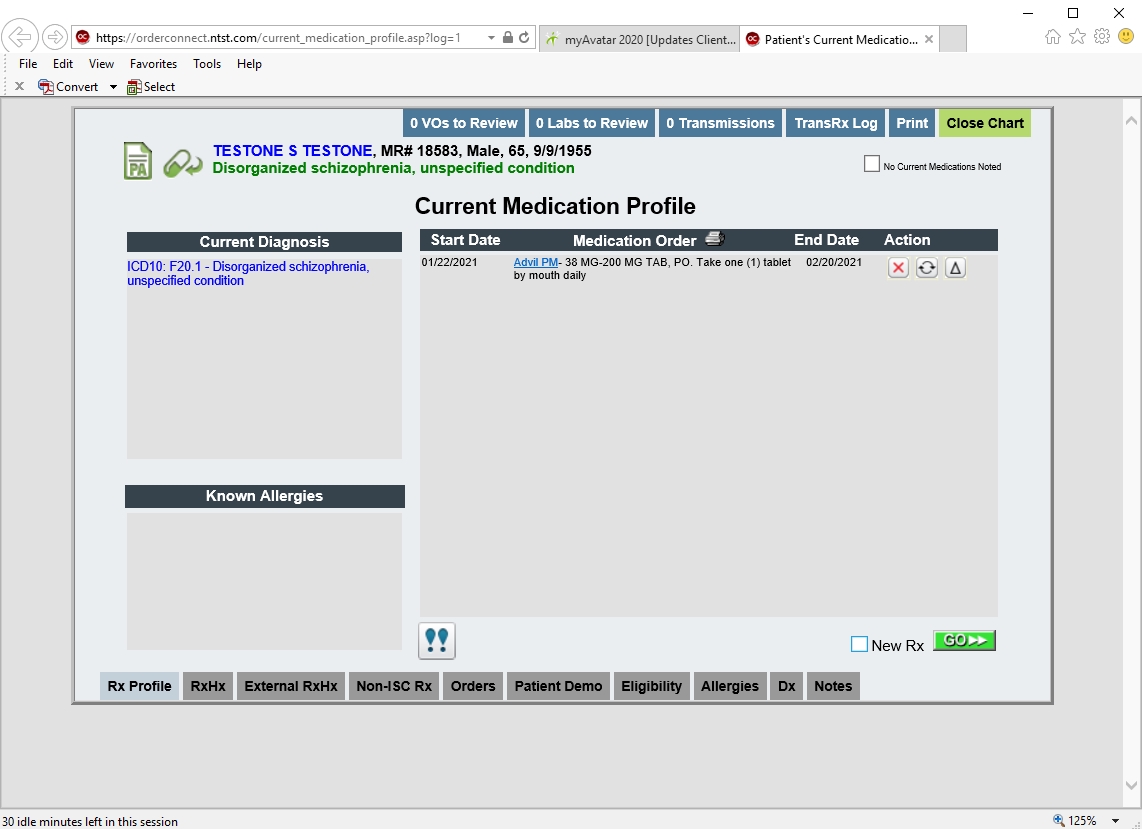 https://orderconnect.ntst.com/current_medication_profile.asp?log=1
myAvatar 2020 [Updates Client...
Patient's Current Medicatio...
File Edit View Favorites Tools Help
x Convert Select
0 VOs to Review 0 Labs to Review 0 Transmissions TransRx Log Print Close Chart
PA
TESTONE S TESTONE, MR# 18583, Male, 65, 9/9/1955
Disorganized schizophrenia, unspecified condition
No Current Medications Noted
Current Medication Profile
Current Diagnosis
ICD10: F20.1 - Disorganized schizophrenia,
unspecified condition
Start Date Medication Order End Date Action
01/22/2021 Advil PM- 38 MG-200 MG TAB, PO. Take one (1) tablet 02/20/2021
by mouth daily
Known Allergies
New Rx GO
Rx Profile RxHx External RxHx Non-ISC Rx Orders Patient Demo Eligibility Allergies Dx Notes
30 idle minutes left in this session
125%